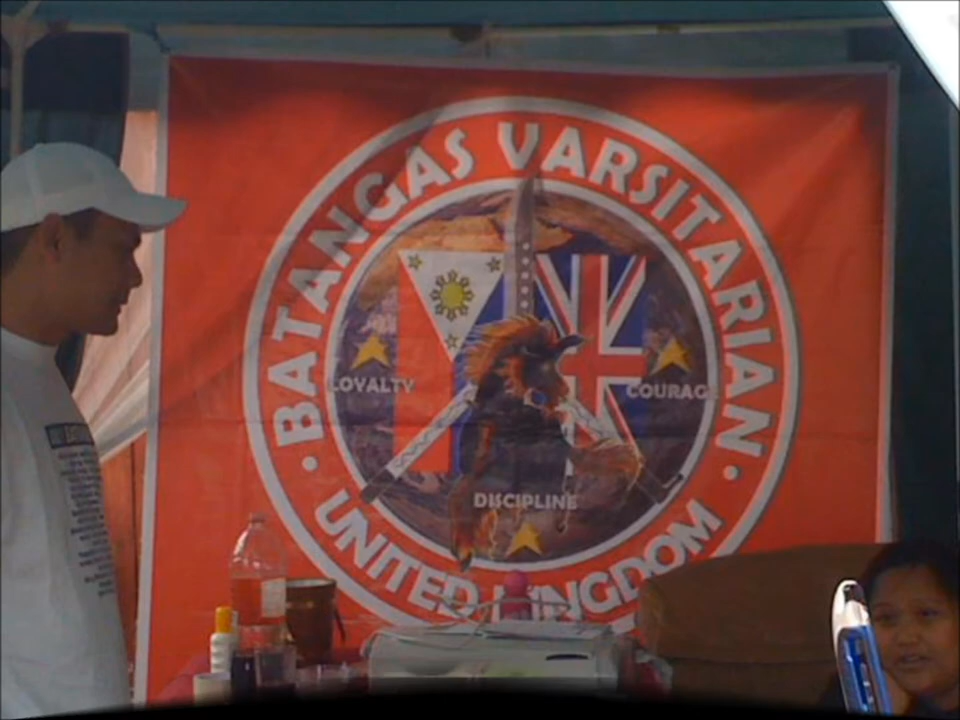 BATANGAS VARSITARIAN
LOYALTY
COURAGE
DISCIPLINE
UNITED KINGDOM